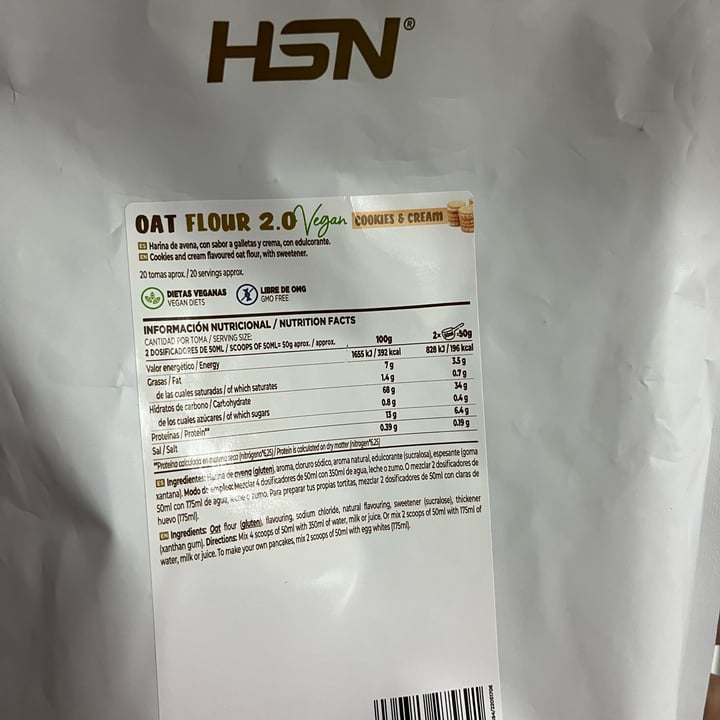 HSN®
OAT FLOUR 2.0 Vegan COOKIES & CREAM
ES Harina de avena, con sabor a galletas y crema, con edulcorante.
EN Cookies and cream flavoured oat flour, with sweetener.
20 tomas aprox. / 20 servings approx.
DIETAS VEGANAS
VEGAN DIETS
LIBRE DE OMG
GMO FREE
INFORMACIÓN NUTRICIONAL / NUTRITION FACTS
CANTIDAD POR TOMA / SERVING SIZE:
2 DOSIFICADORES DE 50ML / SCOOPS OF 50ML= 50g aprox. / approx.
100g 2x =50g
Valor energético / Energy 1655 kJ / 392 kcal 828 kJ / 196 kcal
Grasas / Fat 7 g 3.5 g
de las cuales saturadas / of which saturates 1.4 g 0.7 g
Hidratos de carbono / Carbohydrate 68 g 34 g
de los cuales azúcares / of which sugars 0.8 g 0.4 g
Proteínas / Protein** 13 g 6.4 g
Sal / Salt 0.39 g 0.19 g
**Proteína calculada en materia seca (nitrógeno*6,25) / Protein is calculated on dry matter (nitrogen*6.25)
ES Ingredientes: Harina de avena (gluten), aroma, cloruro sódico, aroma natural, edulcorante (sucralosa), espesante (goma
xantana). Modo de empleo: Mezclar 4 dosificadores de 50ml con 350ml de agua, leche o zumo. O mezclar 2 dosificadores de
50ml con 175ml de agua, leche o zumo. Para preparar tus propias tortitas, mezclar 2 dosificadores de 50ml con claras de
huevo (175ml).
EN Ingredients: Oat flour (gluten), flavouring, sodium chloride, natural flavouring, sweetener (sucralose), thickener
(xanthan gum). Directions: Mix 4 scoops of 50ml with 350ml of water, milk or juice. Or mix 2 scoops of 50ml with 175ml of
water, milk or juice. To make your own pancakes, mix 2 scoops of 50ml with egg whites (175ml).